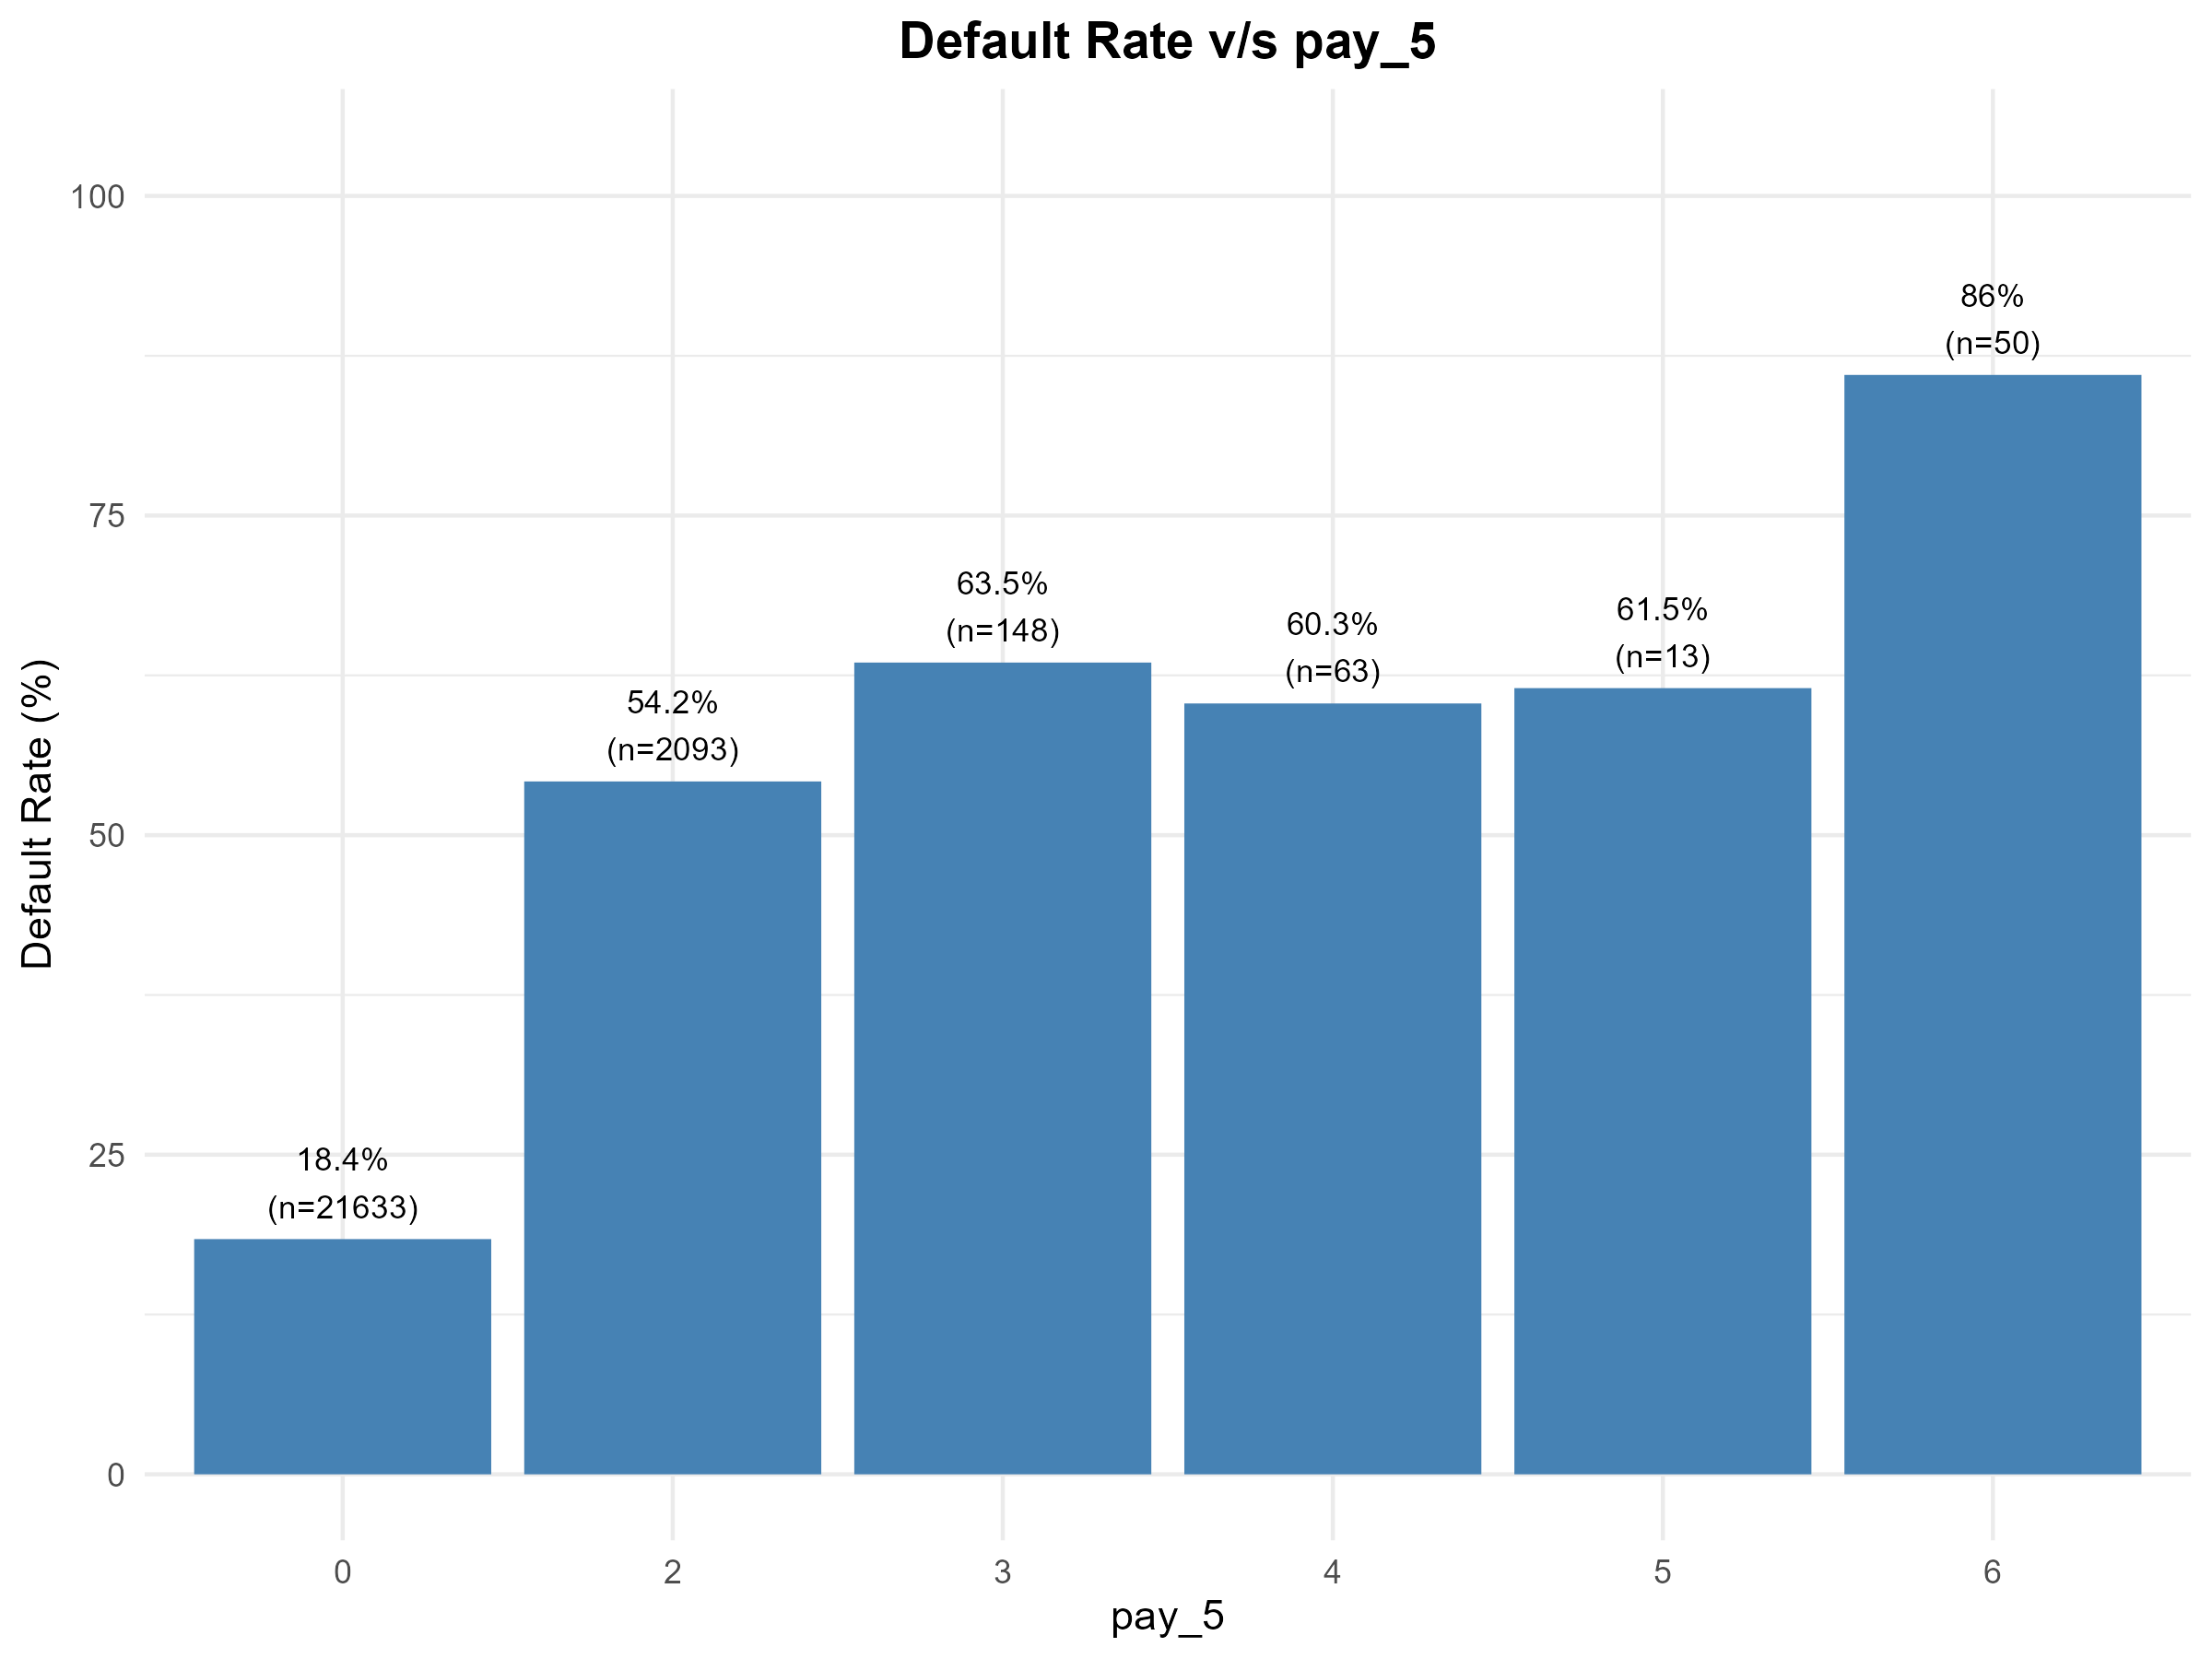 Default Rate v/s pay_5
Default Rate (%)
100
75
50
25
0
18.4%
(n=21633)
54.2%
(n=2093)
63.5%
(n=148)
60.3%
(n=63)
61.5%
(n=13)
86%
(n=50)
0
2
3
4
5
6
pay_5